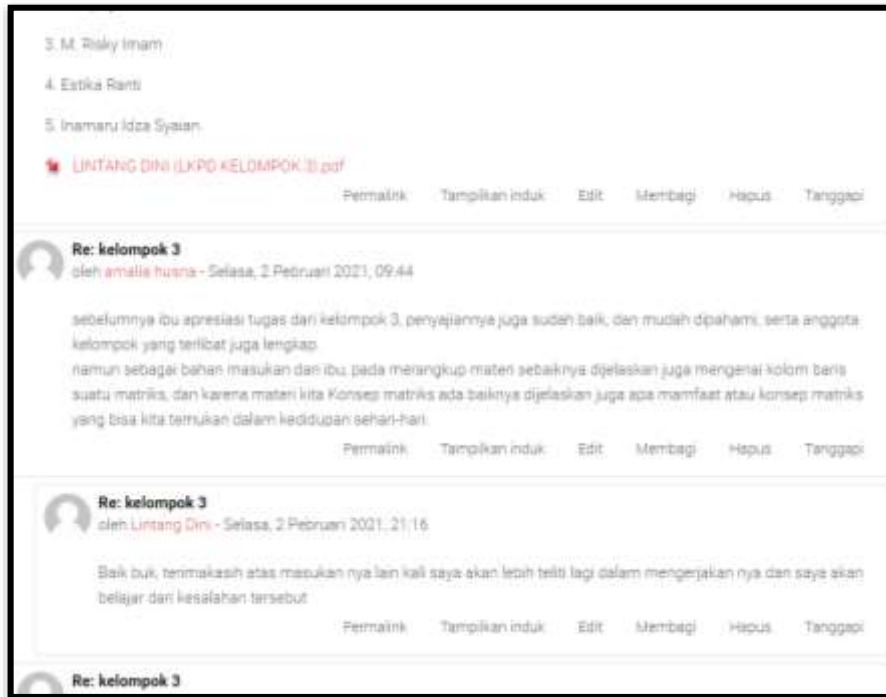 3. M. Risky Imam
4. Estika Ranti
5. Inamaru Idza Syaian.
LINTANG DINI (LKPD KELOMPOK 3).pdf
Permalink Tampilkan induk Edit Membagi Hapus Tanggapi
Re: kelompok 3
oleh amalia husna - Selasa, 2 Pebruari 2021, 09:44
sebelumnya ibu apresiasi tugas dari kelompok 3, penyajiannya juga sudah baik, dan mudah dipahami, serta anggota
kelompok yang terlibat juga lengkap.
namun sebagai bahan masukan dari ibu, pada merangkup materi sebaiknya dijelaskan juga mengenai kolom baris
suatu matriks, dan karena materi kita Konsep matriks ada baiknya dijelaskan juga apa mamfaat atau konsep matriks
yang bisa kita temukan dalam kedidupan sehari-hari.
Permalink Tampilkan induk Edit Membagi Hapus Tanggapi
Re: kelompok 3
oleh Lintang Dini - Selasa, 2 Pebruari 2021, 21:16
Baik buk, terimakasih atas masukan nya lain kali saya akan lebih teliti lagi dalam mengerjakan nya dan saya akan
belajar dari kesalahan tersebut
Permalink Tampilkan induk Edit Membagi Hapus Tanggapi
Re: kelompok 3